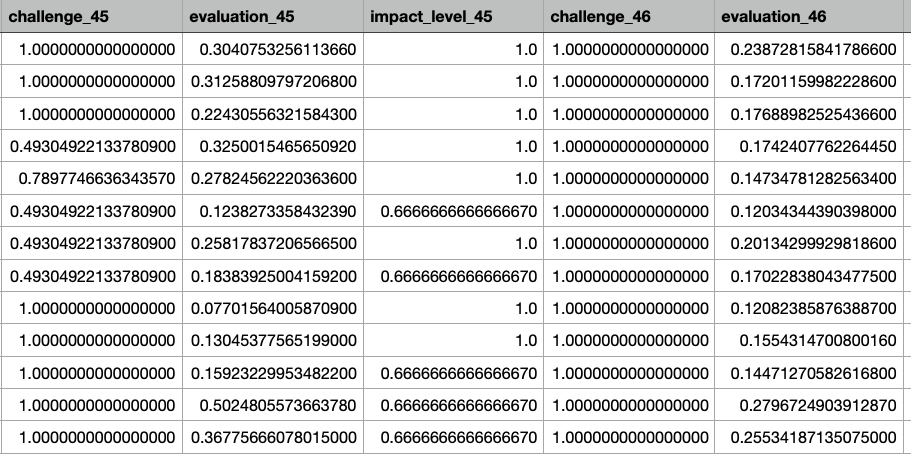 challenge_45 evaluation_45 impact_level_45 challenge_46 evaluation_46
1.0000000000000000 0.3040753256113660 1.0 1.0000000000000000 0.23872815841786600
1.0000000000000000 0.31258809797206800 1.0 1.0000000000000000 0.17201159982228600
1.0000000000000000 0.22430556321584300 1.0 1.0000000000000000 0.17688982525436600
0.49304922133780900 0.3250015465650920 1.0 1.0000000000000000 0.1742407762264450
0.7897746636343570 0.27824562220363600 1.0 1.0000000000000000 0.14734781282563400
0.49304922133780900 0.1238273358432390 0.6666666666666670 1.0000000000000000 0.12034344390398000
0.49304922133780900 0.25817837206566500 1.0 1.0000000000000000 0.20134299929818600
0.49304922133780900 0.18383925004159200 0.6666666666666670 1.0000000000000000 0.17022838043477500
1.0000000000000000 0.07701564005870900 1.0 1.0000000000000000 0.12082385876388700
1.0000000000000000 0.13045377565199000 1.0 1.0000000000000000 0.1554314700800160
1.0000000000000000 0.15923229953482200 0.6666666666666670 1.0000000000000000 0.14471270582616800
1.0000000000000000 0.5024805573663780 0.6666666666666670 1.0000000000000000 0.2796724903912870
1.0000000000000000 0.36775666078015000 0.6666666666666670 1.0000000000000000 0.25534187135075000